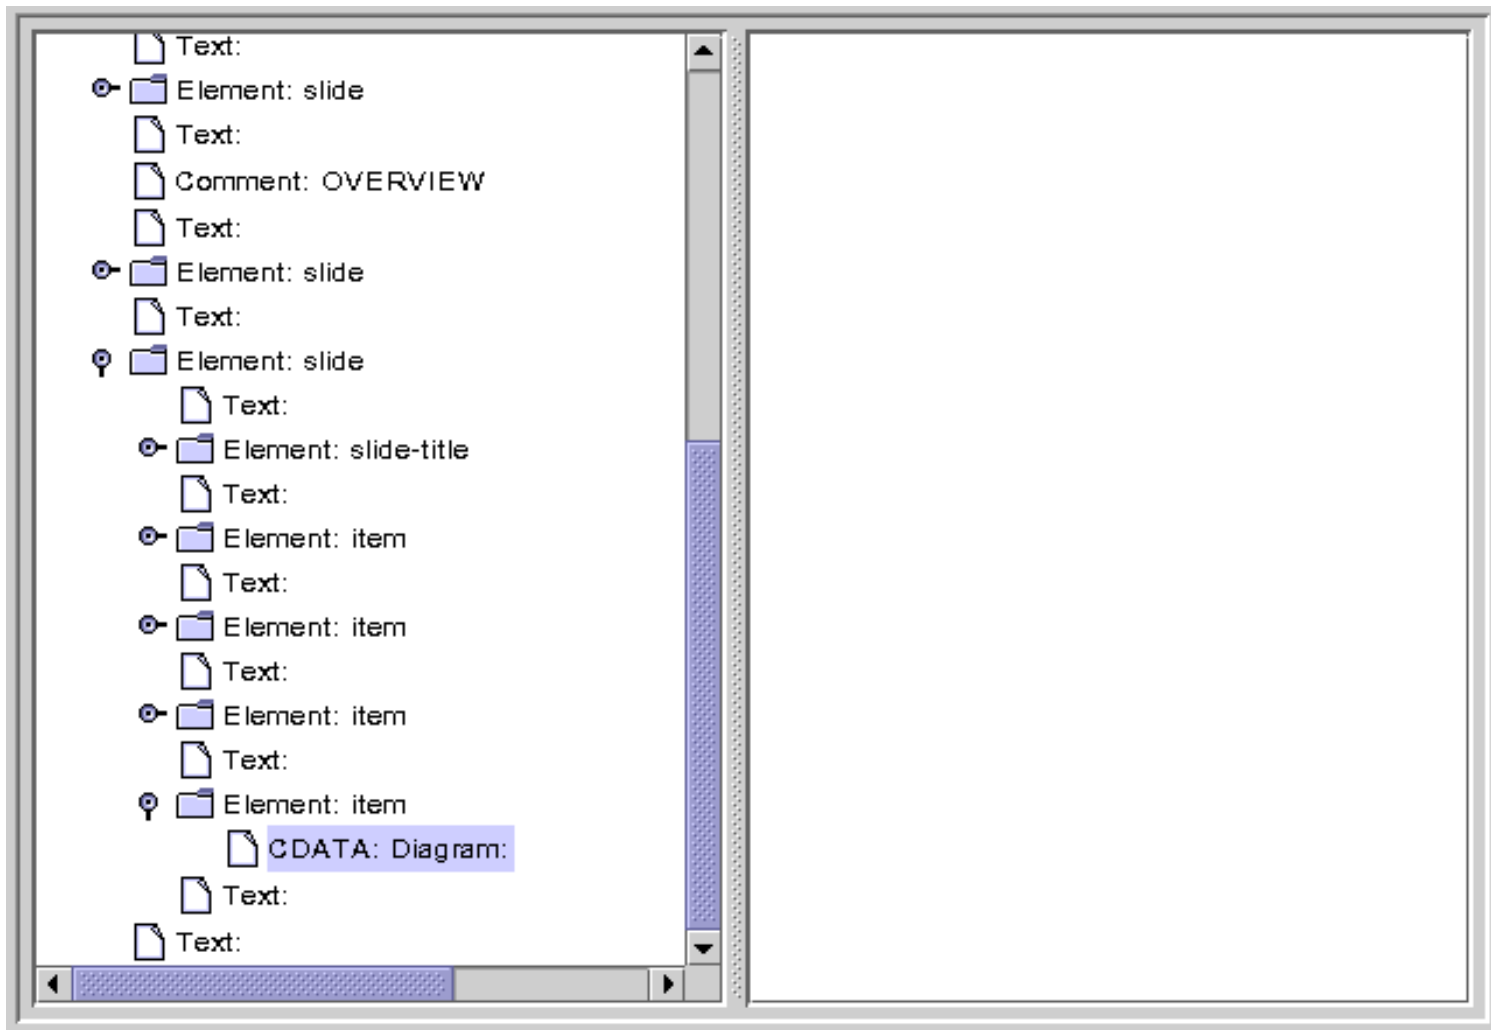 Text:
Element: slide
Text:
Comment: OVERVIEW
Text:
Element: slide
Text:
Element: slide
Text:
Element: slide-title
Text:
Element: item
Text:
Element: item
Text:
Element: item
Text:
Element: item
CDATA: Diagram:
Text:
Text: